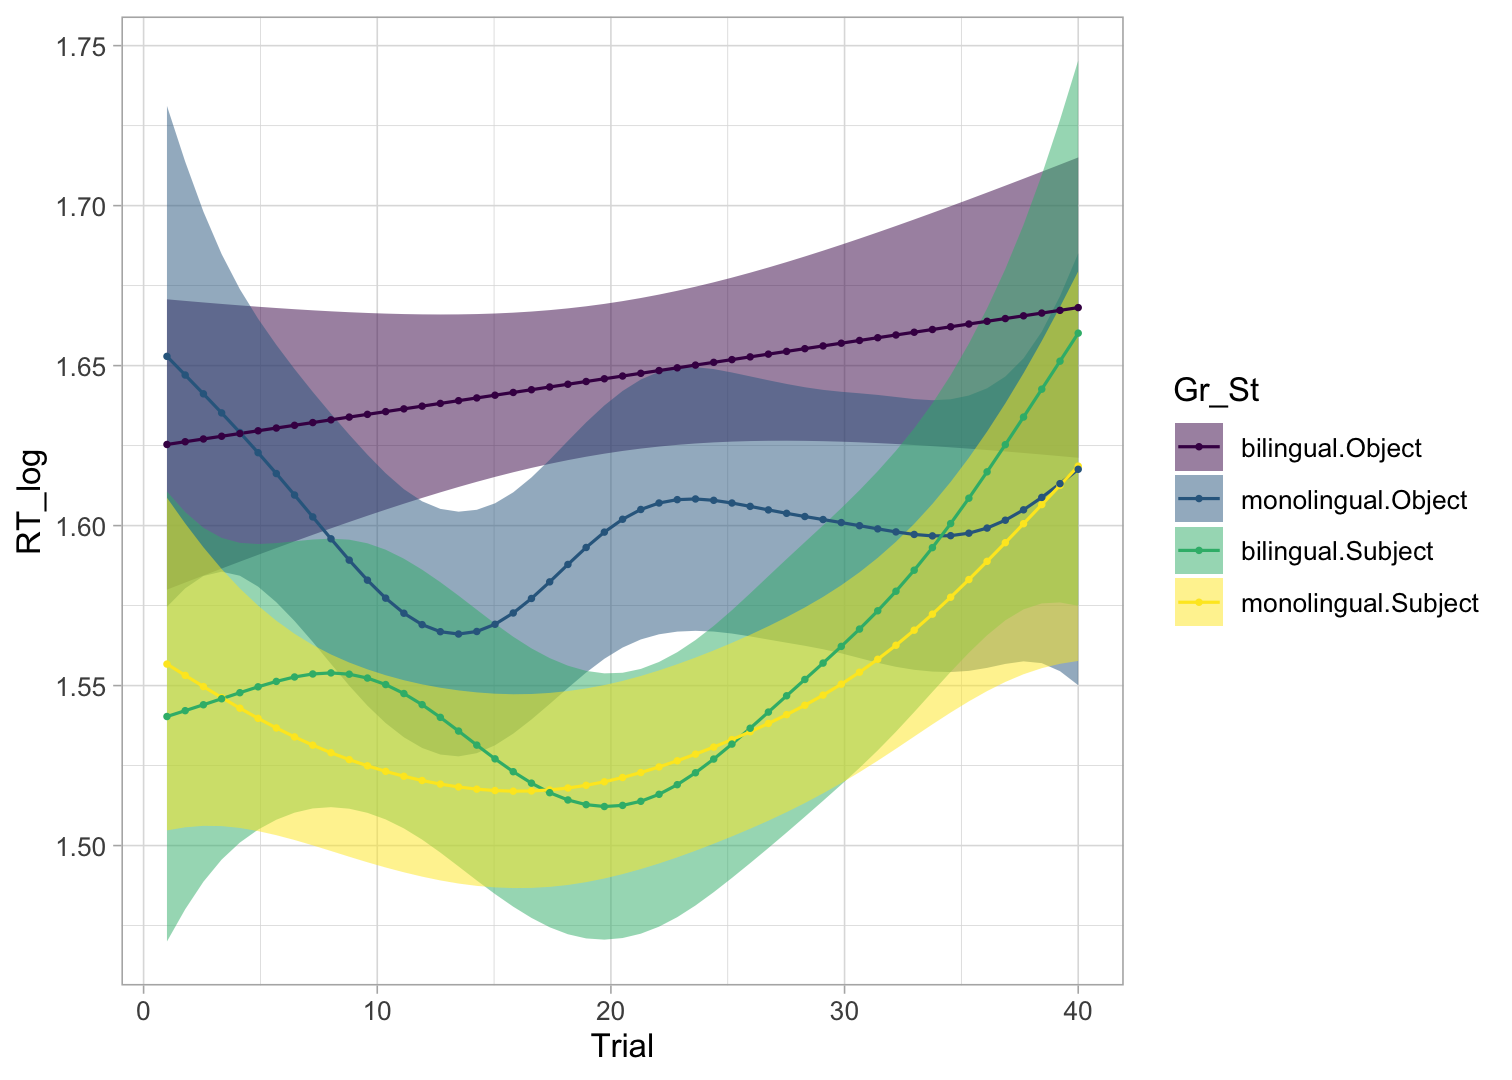 1.75
1.70
1.65
1.60
1.55
1.50
RT_log
0 10 20 30 40
Trial
Gr_St
bilingual.Object
monolingual.Object
bilingual.Subject
monolingual.Subject